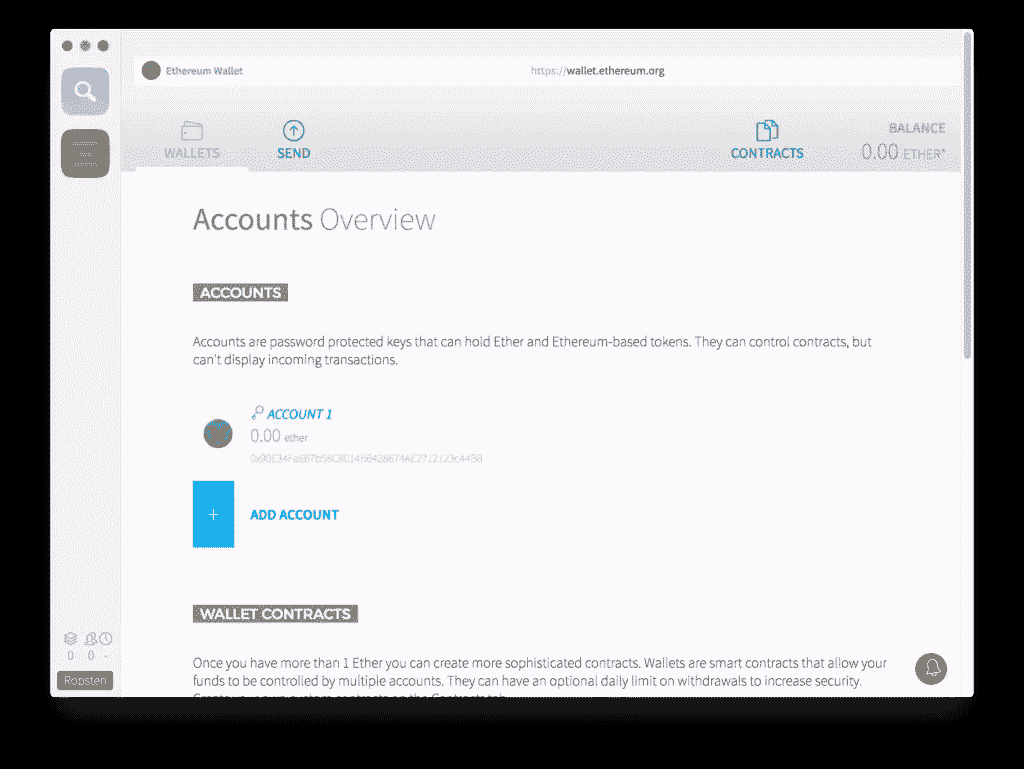 Ethereum Wallet
https://wallet.ethereum.org
WALLETS
SEND
CONTRACTS
BALANCE
0.00 ETHER*
Accounts Overview
ACCOUNTS
Accounts are password protected keys that can hold Ether and Ethereum-based tokens. They can control contracts, but
can't display incoming transactions.
ACCOUNT 1
0.00 ether
+
ADD ACCOUNT
WALLET CONTRACTS
Once you have more than 1 Ether you can create more sophisticated contracts. Wallets are smart contracts that allow your
funds to be controlled by multiple accounts. They can have an optional daily limit on withdrawals to increase security.
0 0 -
Ropsten